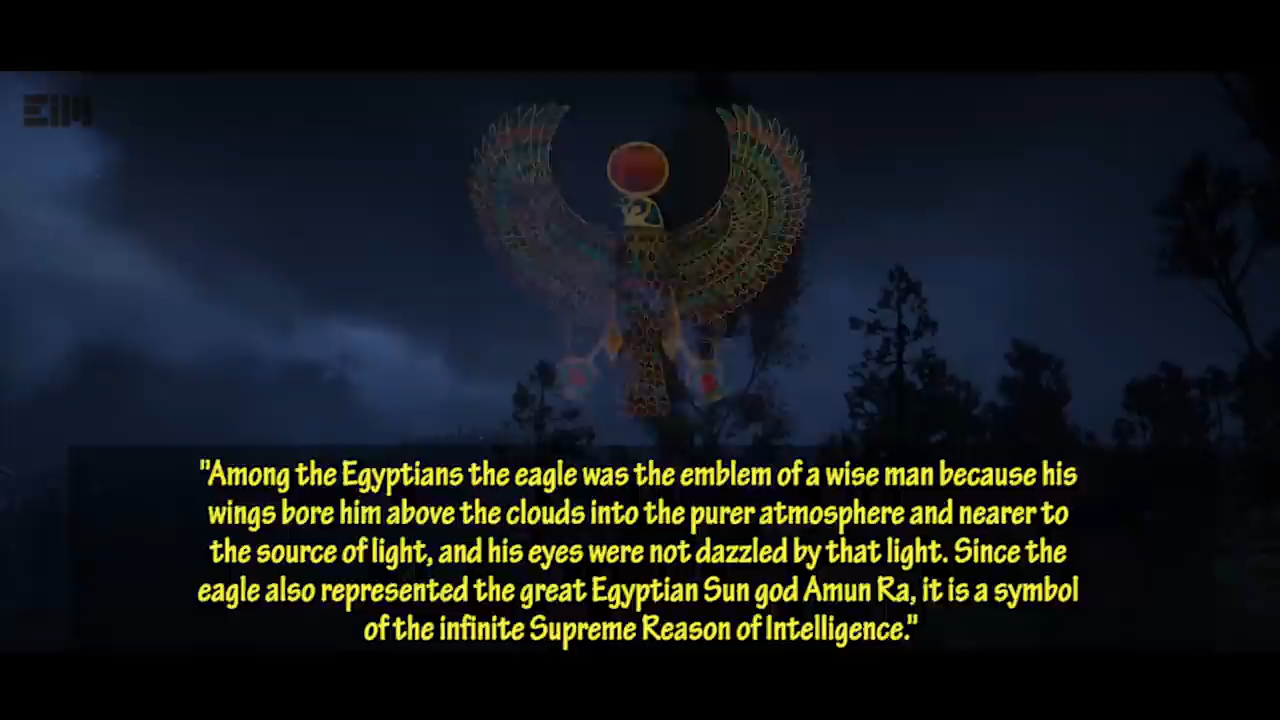 EIM
"Among the Egyptians the eagle was the emblem of a wise man because his
wings bore him above the clouds into the purer atmosphere and nearer to
the source of light, and his eyes were not dazzled by that light. Since the
eagle also represented the great Egyptian Sun god Amun Ra, it is a symbol
of the infinite Supreme Reason of Intelligence."